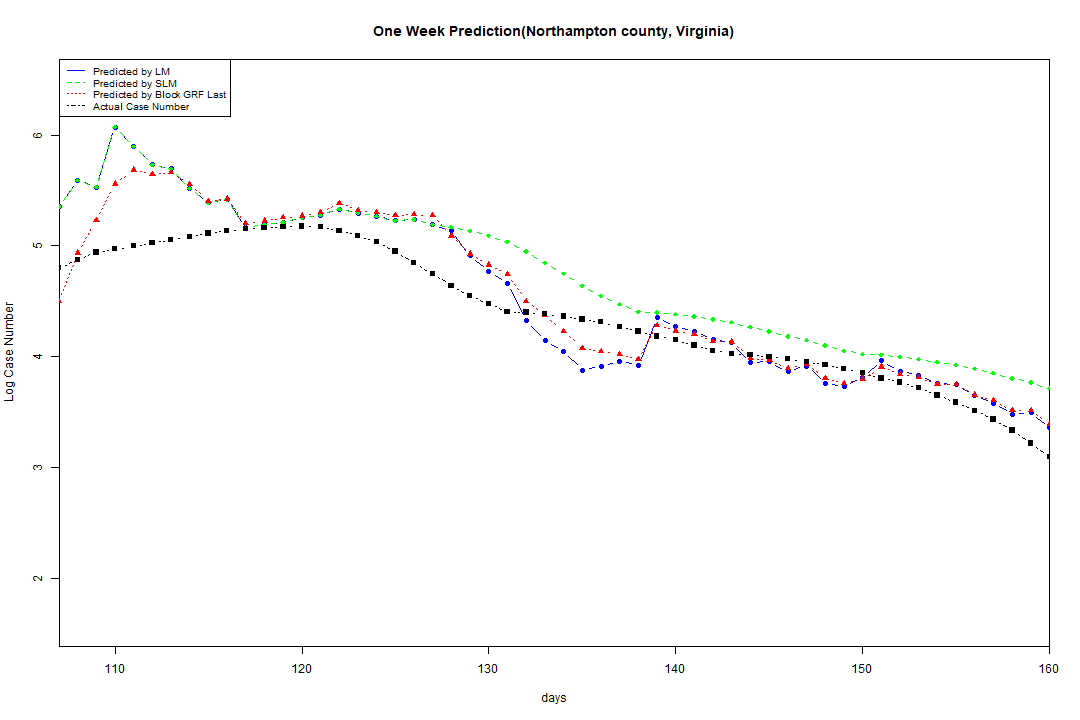 One Week Prediction(Northampton county, Virginia)
Predicted by LM
Predicted by SLM
Predicted by Block GRF Last
Actual Case Number
6
5
4
3
2
Log Case Number
110 120 130 140 150 160
days